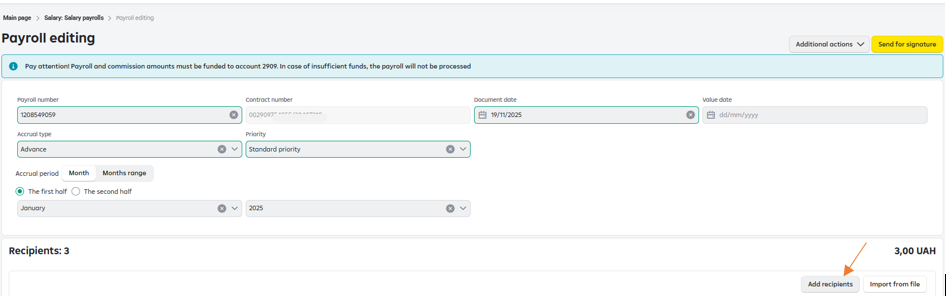 Main page > Salary: Salary payrolls > Payroll editing
Payroll editing
Additional actions
Send for signature
Pay attention! Payroll and commission amounts must be funded to account 2909. In case of insufficient funds, the payroll will not be processed
Payroll number
Contract number
Document date
Value date
1208549059
19/11/2025
dd/mm/yyyy
Accrual type
Priority
Advance
Standard priority
Accrual period
Month
Months range
The first half
The second half
January
2025
Recipients: 3
3,00 UAH
Add recipients
Import from file